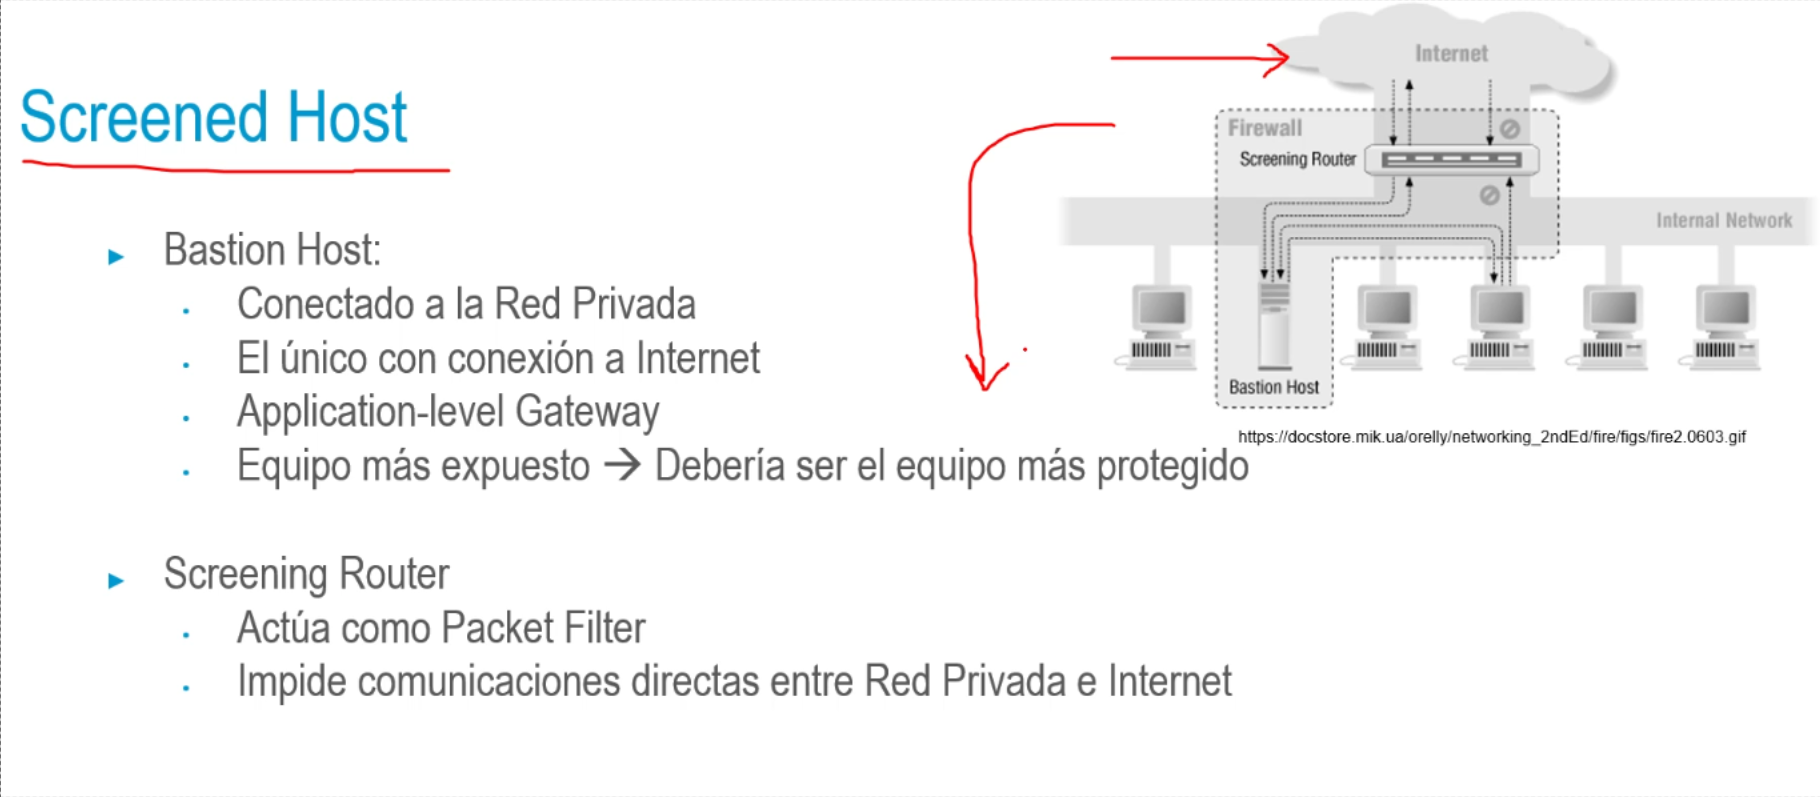 Screened Host
► Bastion Host:
· Conectado a la Red Privada
· El único con conexión a Internet
· Application-level Gateway
· Equipo más expuesto → Debería ser el equipo más protegido
► Screening Router
· Actúa como Packet Filter
· Impide comunicaciones directas entre Red Privada e Internet
Internet
Firewall
Screening Router
Internal Network
Bastion Host
https://docstore.mik.ua/orelly/networking_2ndEd/fire/figs/fire2.0603.gif